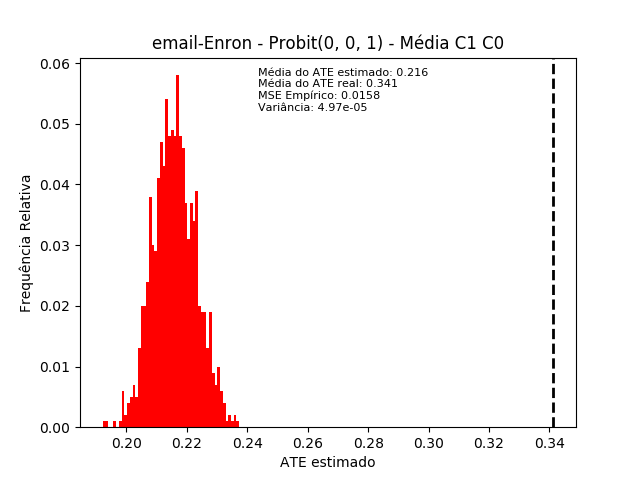 email-Enron - Probit(0, 0, 1) - Média C1 C0
Média do ATE estimado: 0.216
Média do ATE real: 0.341
MSE Empírico: 0.0158
Variância: 4.97e-05
Frequência Relativa
0.06
0.05
0.04
0.03
0.02
0.01
0.00
0.20 0.22 0.24 0.26 0.28 0.30 0.32 0.34
ATE estimado